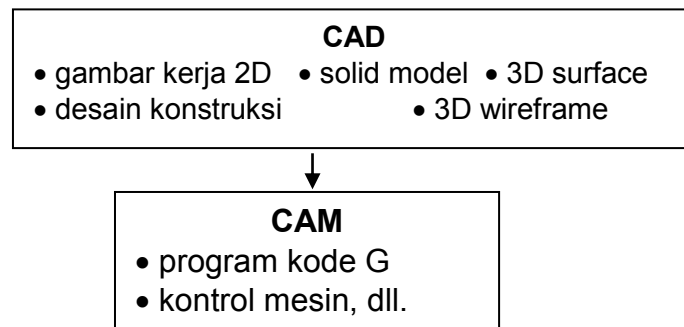 CAD
• gambar kerja 2D • solid model • 3D surface
• desain konstruksi • 3D wireframe
CAM
• program kode G
• kontrol mesin, dll.